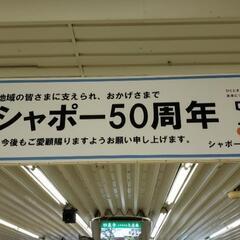 地域の皆さまに支えられ、おかげさまで
シャポー50周年
今後もご愛顧賜りますようお願い申し上げます。
シャポー